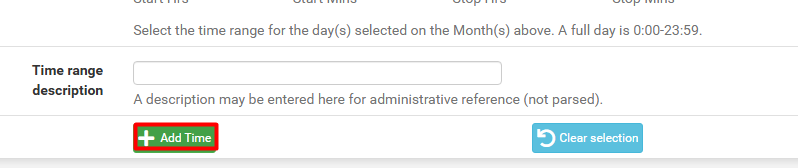 Start Hrs Start Mins Stop Hrs Stop Mins
Select the time range for the day(s) selected on the Month(s) above. A full day is 0:00-23:59.
Time range
description
A description may be entered here for administrative reference (not parsed).
Add Time Clear selection